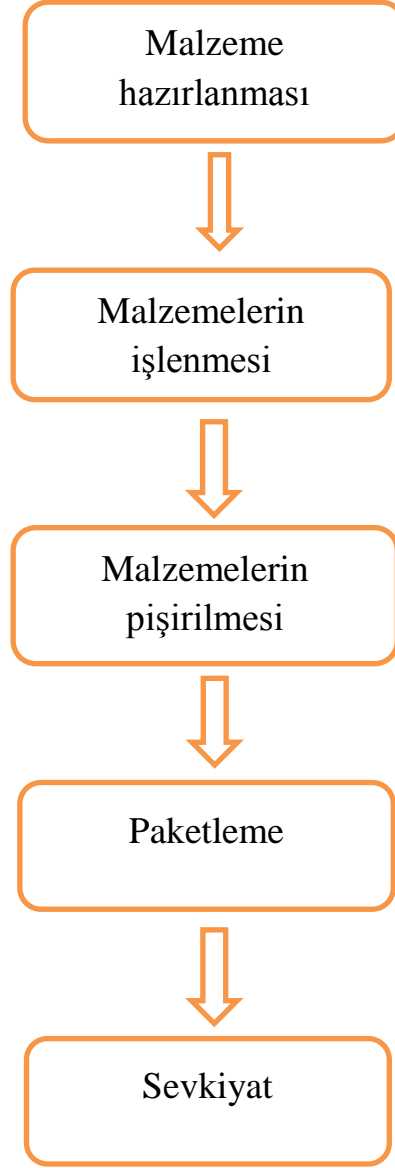 Malzeme
hazırlanması
Malzemelerin
işlenmesi
Malzemelerin
pişirilmesi
Paketleme
Sevkiyat